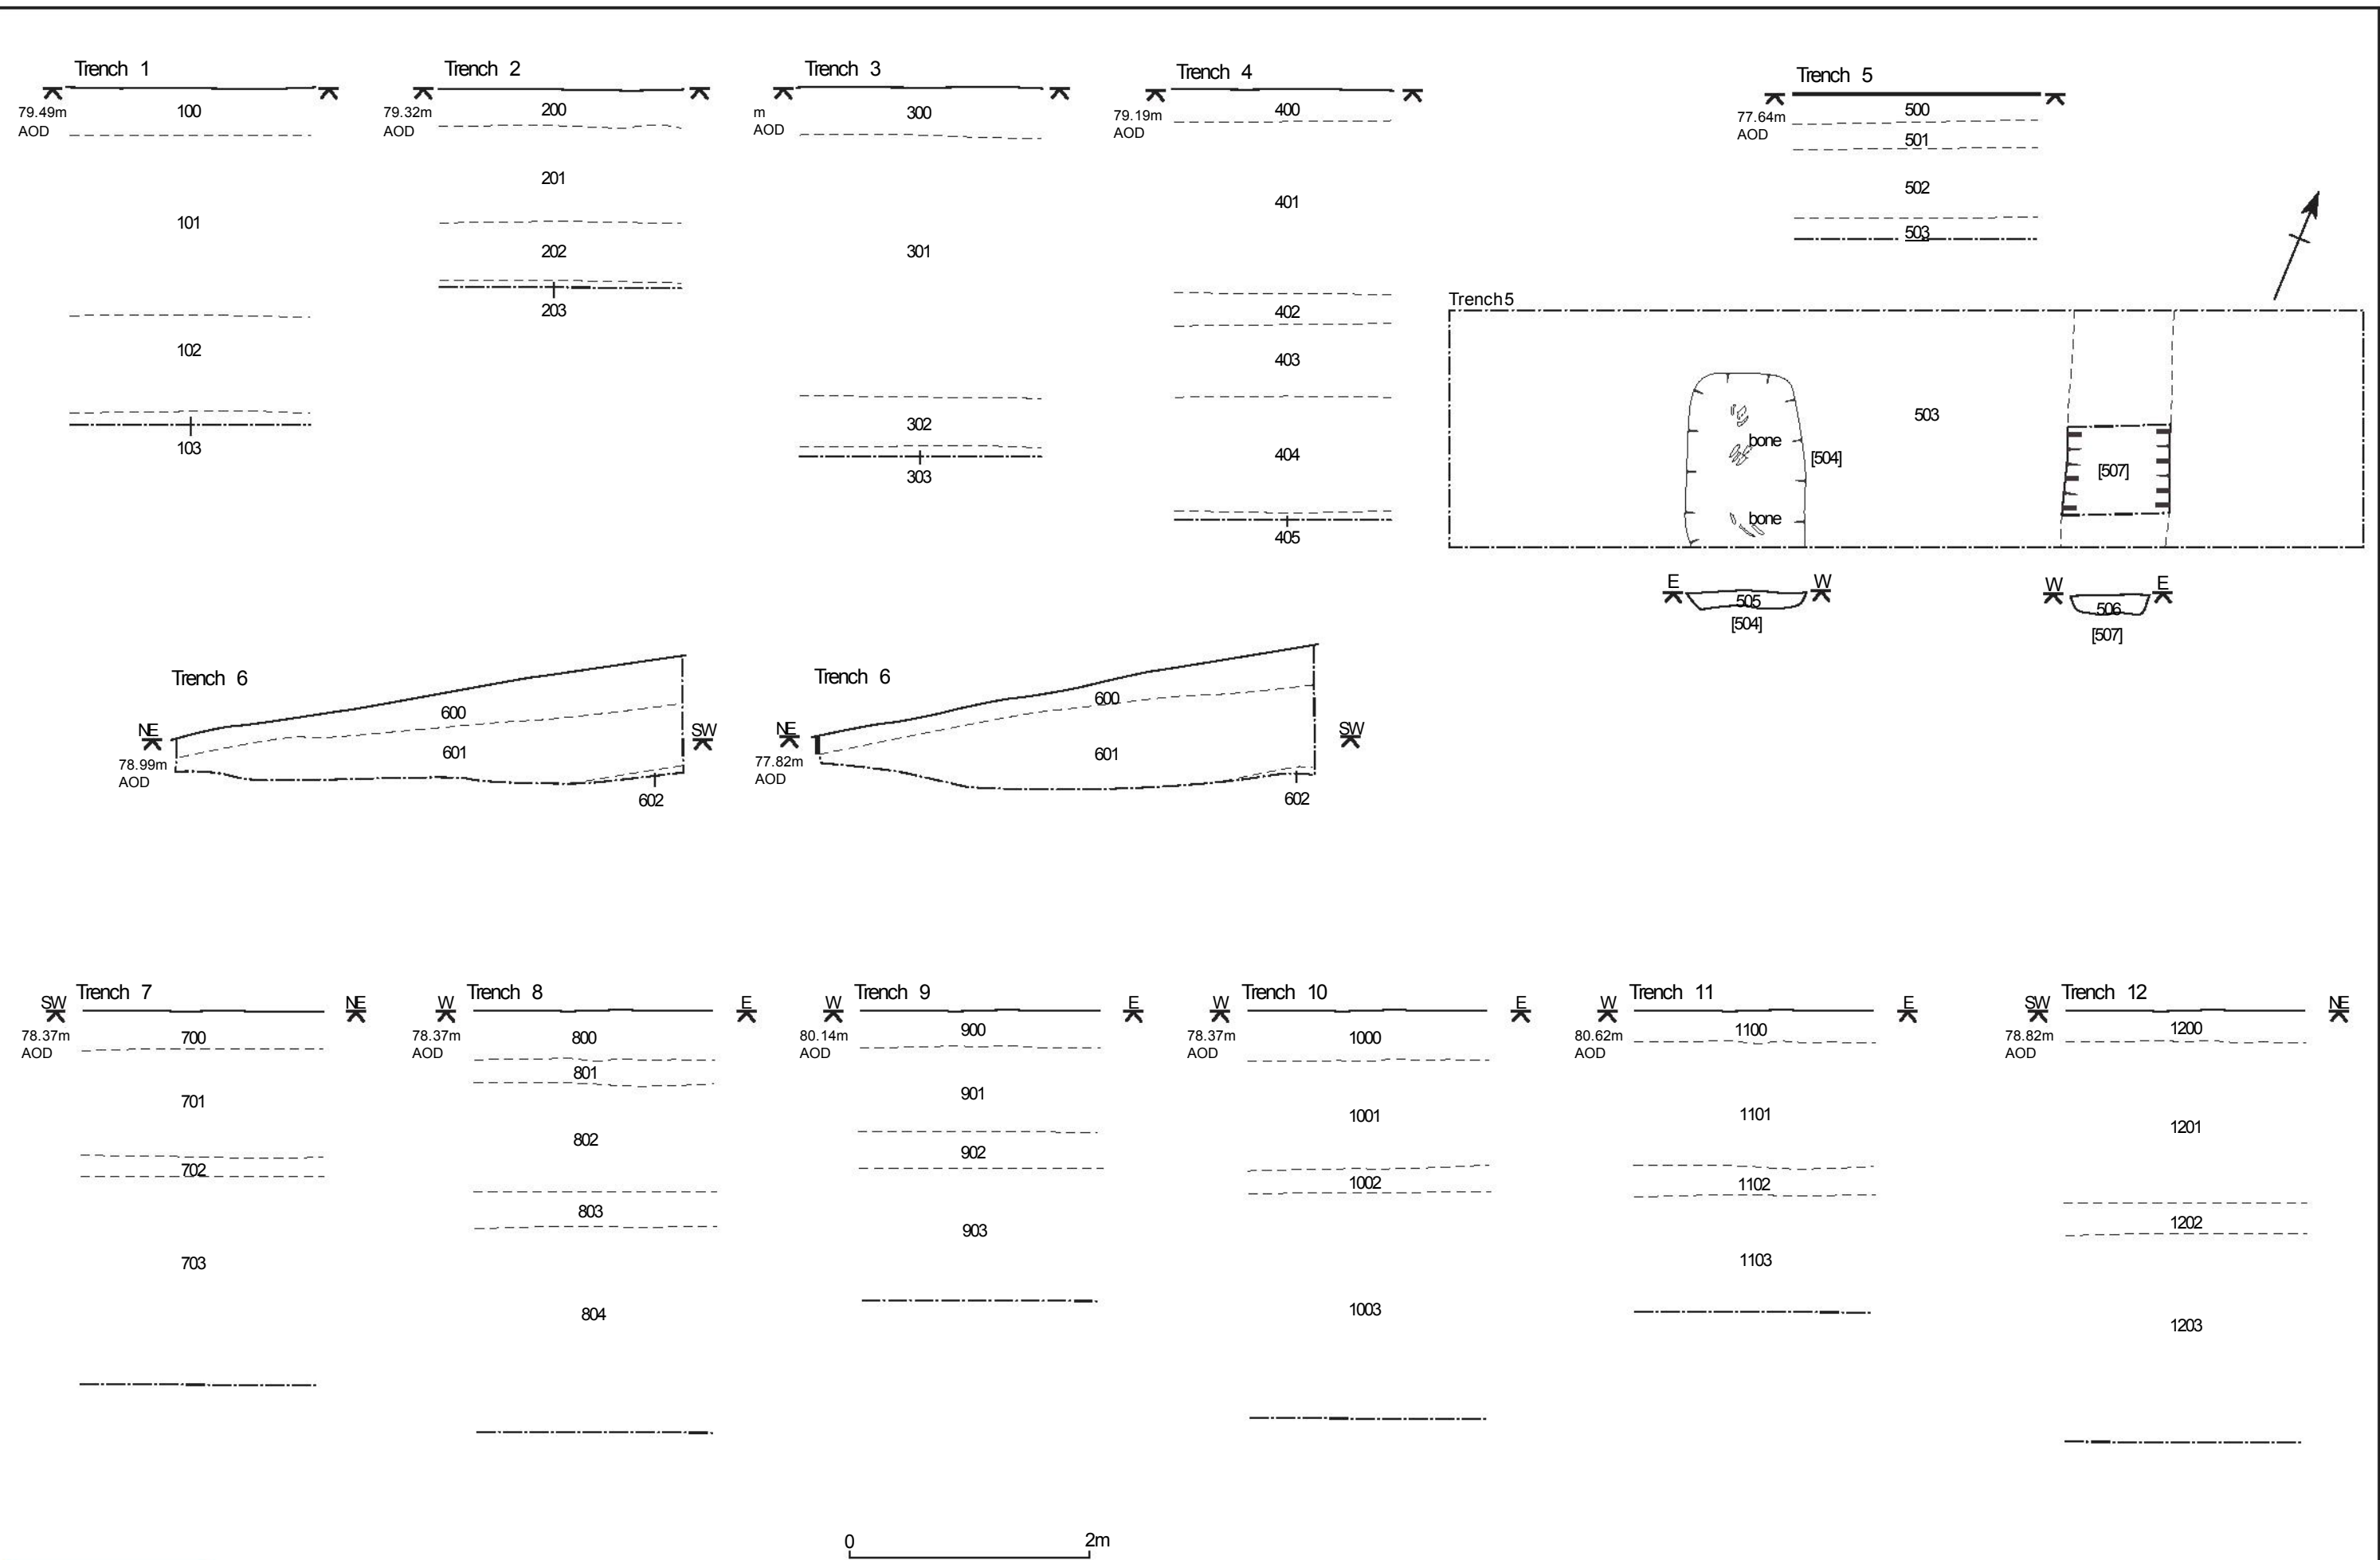 Trench 1
79.49m
AOD
100
101
102
103
Trench 2
79.32m
AOD
200
201
202
203
Trench 3
m
AOD
300
301
302
303
Trench 4
79.19m
AOD
400
401
402
403
404
405
Trench 5
77.64m
AOD
500
501
502
503
Trench 5
bone
bone
[504]
503
[507]
E
W
505
[504]
W
E
506
[507]
Trench 6
NE
78.99m
AOD
600
601
602
SW
Trench 6
NE
77.82m
AOD
600
601
602
SW
SW
Trench 7
NE
78.37m
AOD
700
701
702
703
W
Trench 8
E
78.37m
AOD
800
801
802
803
804
W
Trench 9
E
80.14m
AOD
900
901
902
903
W
Trench 10
E
78.37m
AOD
1000
1001
1002
1003
W
Trench 11
E
80.62m
AOD
1100
1101
1102
1103
SW
Trench 12
NE
78.82m
AOD
1200
1201
1202
1203
0
2m